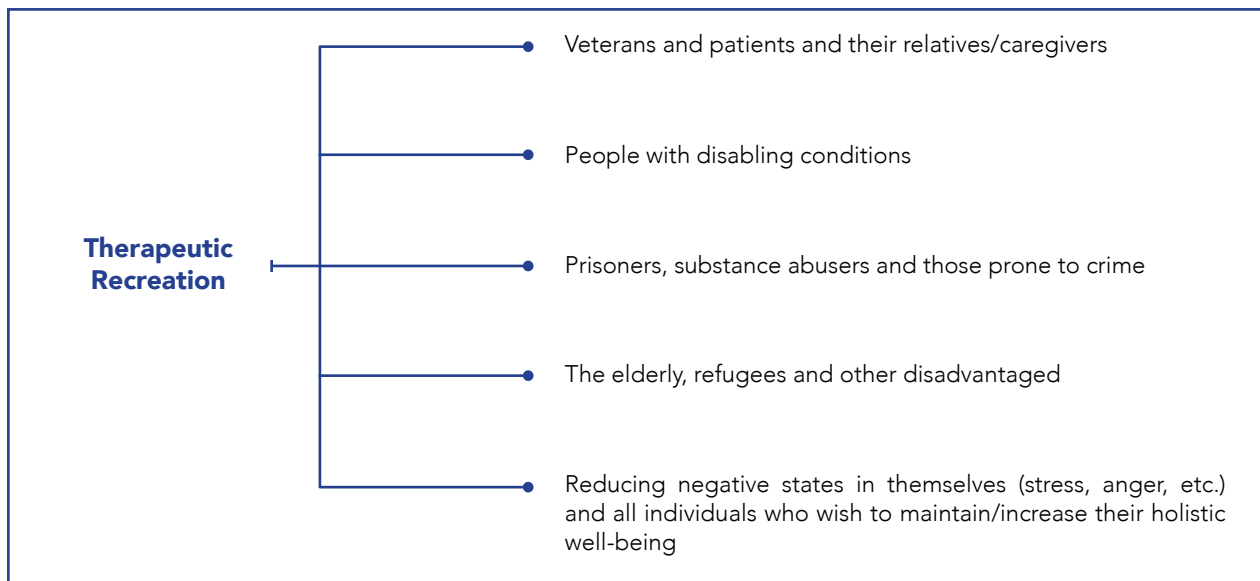 Veterans and patients and their relatives/caregivers
People with disabling conditions
Therapeutic
Recreation
Prisoners, substance abusers and those prone to crime
The elderly, refugees and other disadvantaged
Reducing negative states in themselves (stress, anger, etc.)
and all individuals who wish to maintain/increase their holistic
well-being